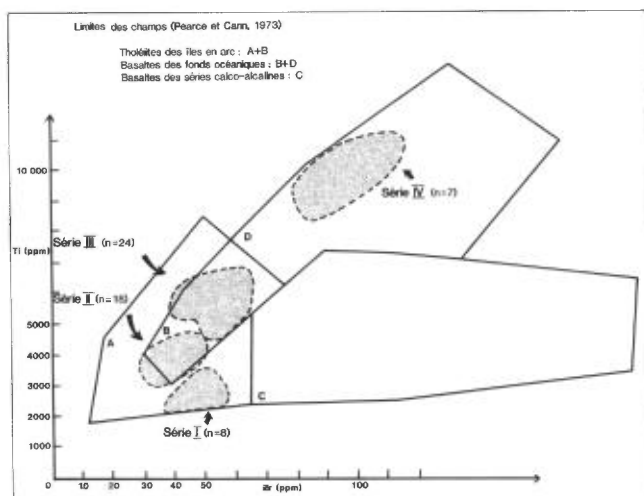 Limites des champs (Pearce et Cann, 1973)
Tholéiites des îles en arc : A+B
Basaltes des fonds océaniques : B+D
Basaltes des séries calco-alcalines : C
10 000
Série IV (n=7)
D
Série III (n=24)
Ti (ppm)
Série II (n=18)
5000
B
A
4000
3000
C
2000
Série I (n=8)
1000
0 10 20 30 40 50 Zr (ppm) 100